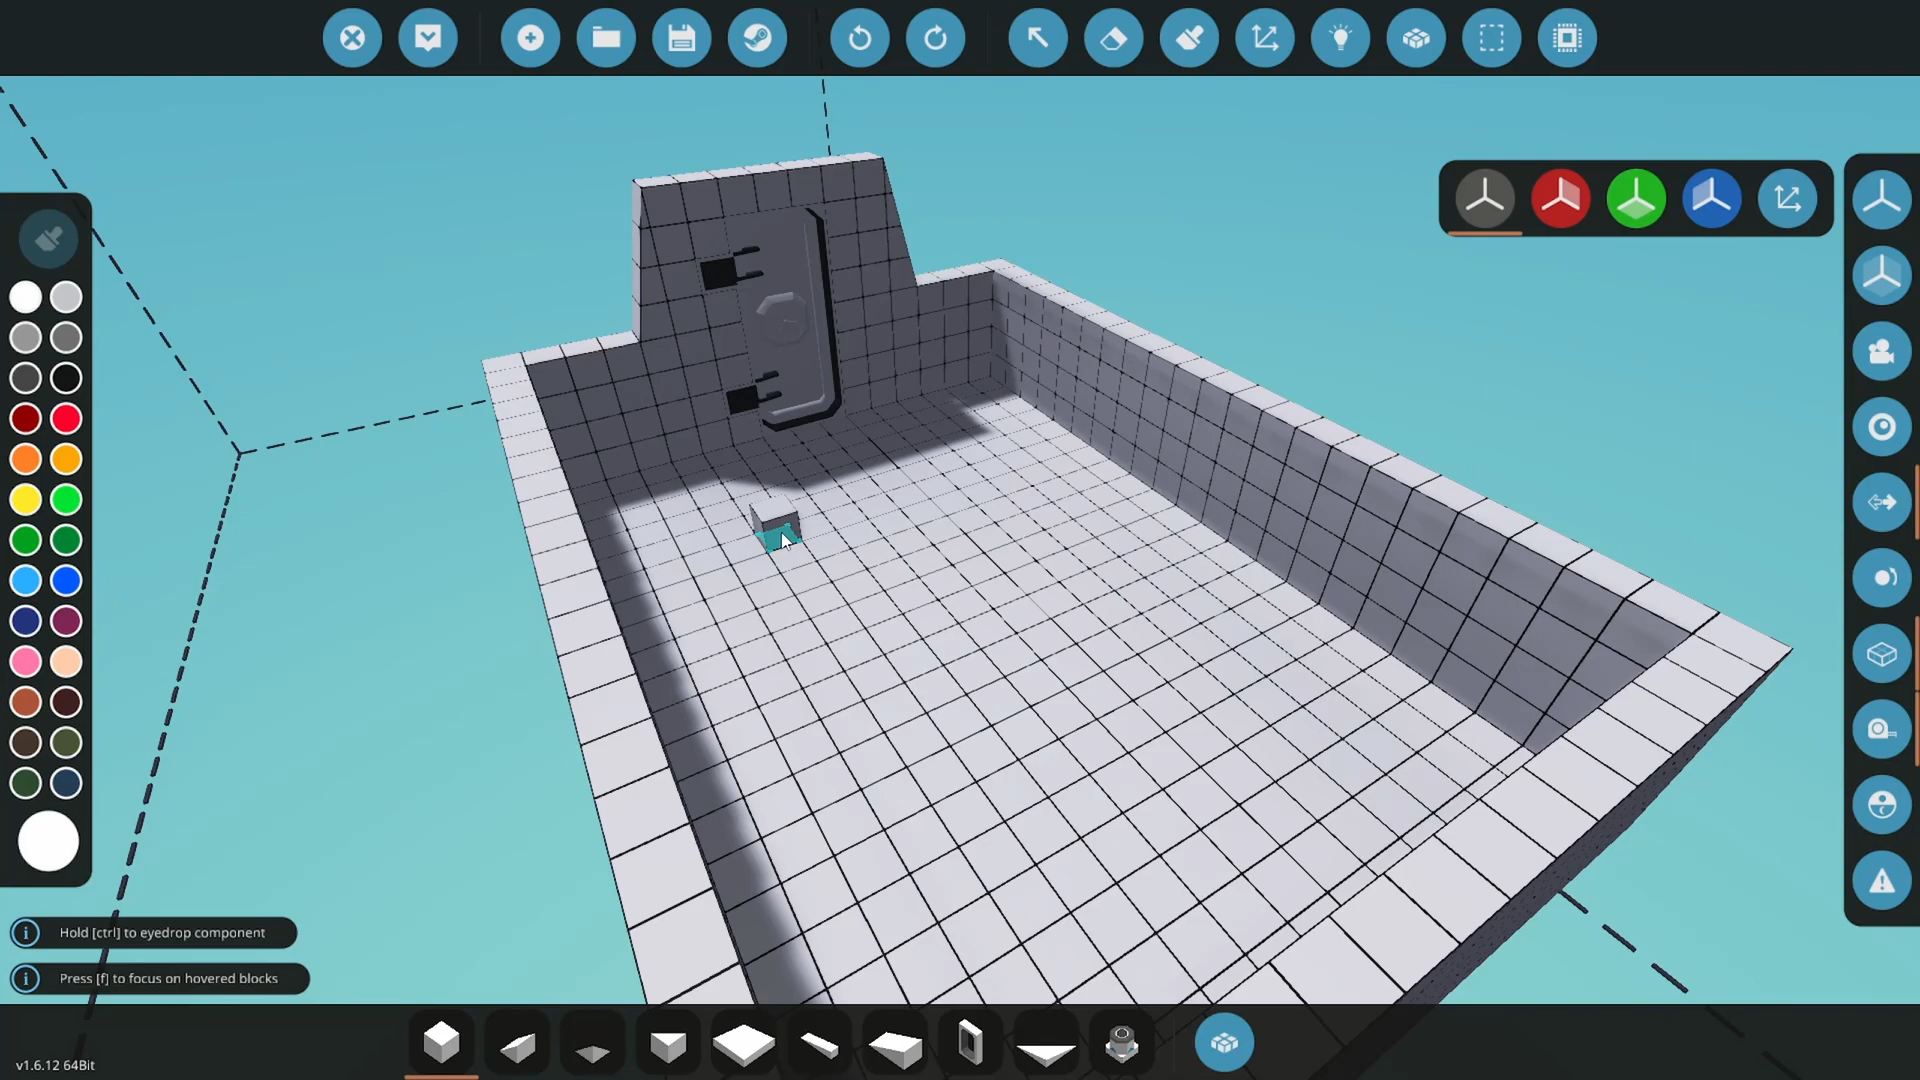 Hold [ctrl] to eyedrop component
Press [f] to focus on hovered blocks
v1.6.12 64Bit